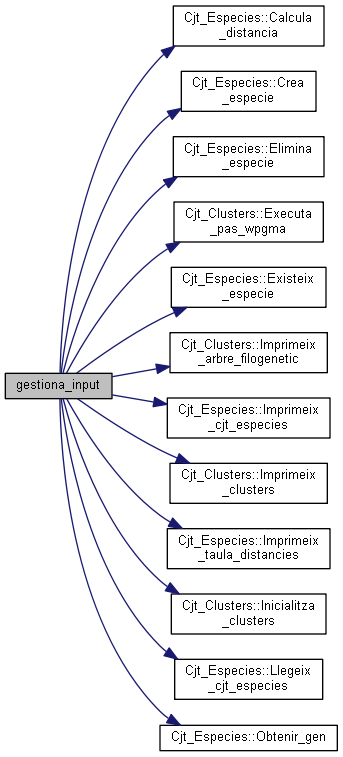 Cjt_Especies::Calcula
_distancia
Cjt_Especies::Crea
_especie
Cjt_Especies::Elimina
_especie
Cjt_Clusters::Executa
_pas_wpgma
Cjt_Especies::Existeix
_especie
Cjt_Clusters::Imprimeix
_arbre_filogenetic
gestiona_input
Cjt_Especies::Imprimeix
_cjt_especies
Cjt_Clusters::Imprimeix
_clusters
Cjt_Especies::Imprimeix
_taula_distancies
Cjt_Clusters::Inicialitza
_clusters
Cjt_Especies::Llegeix
_cjt_especies
Cjt_Especies::Obtenir_gen